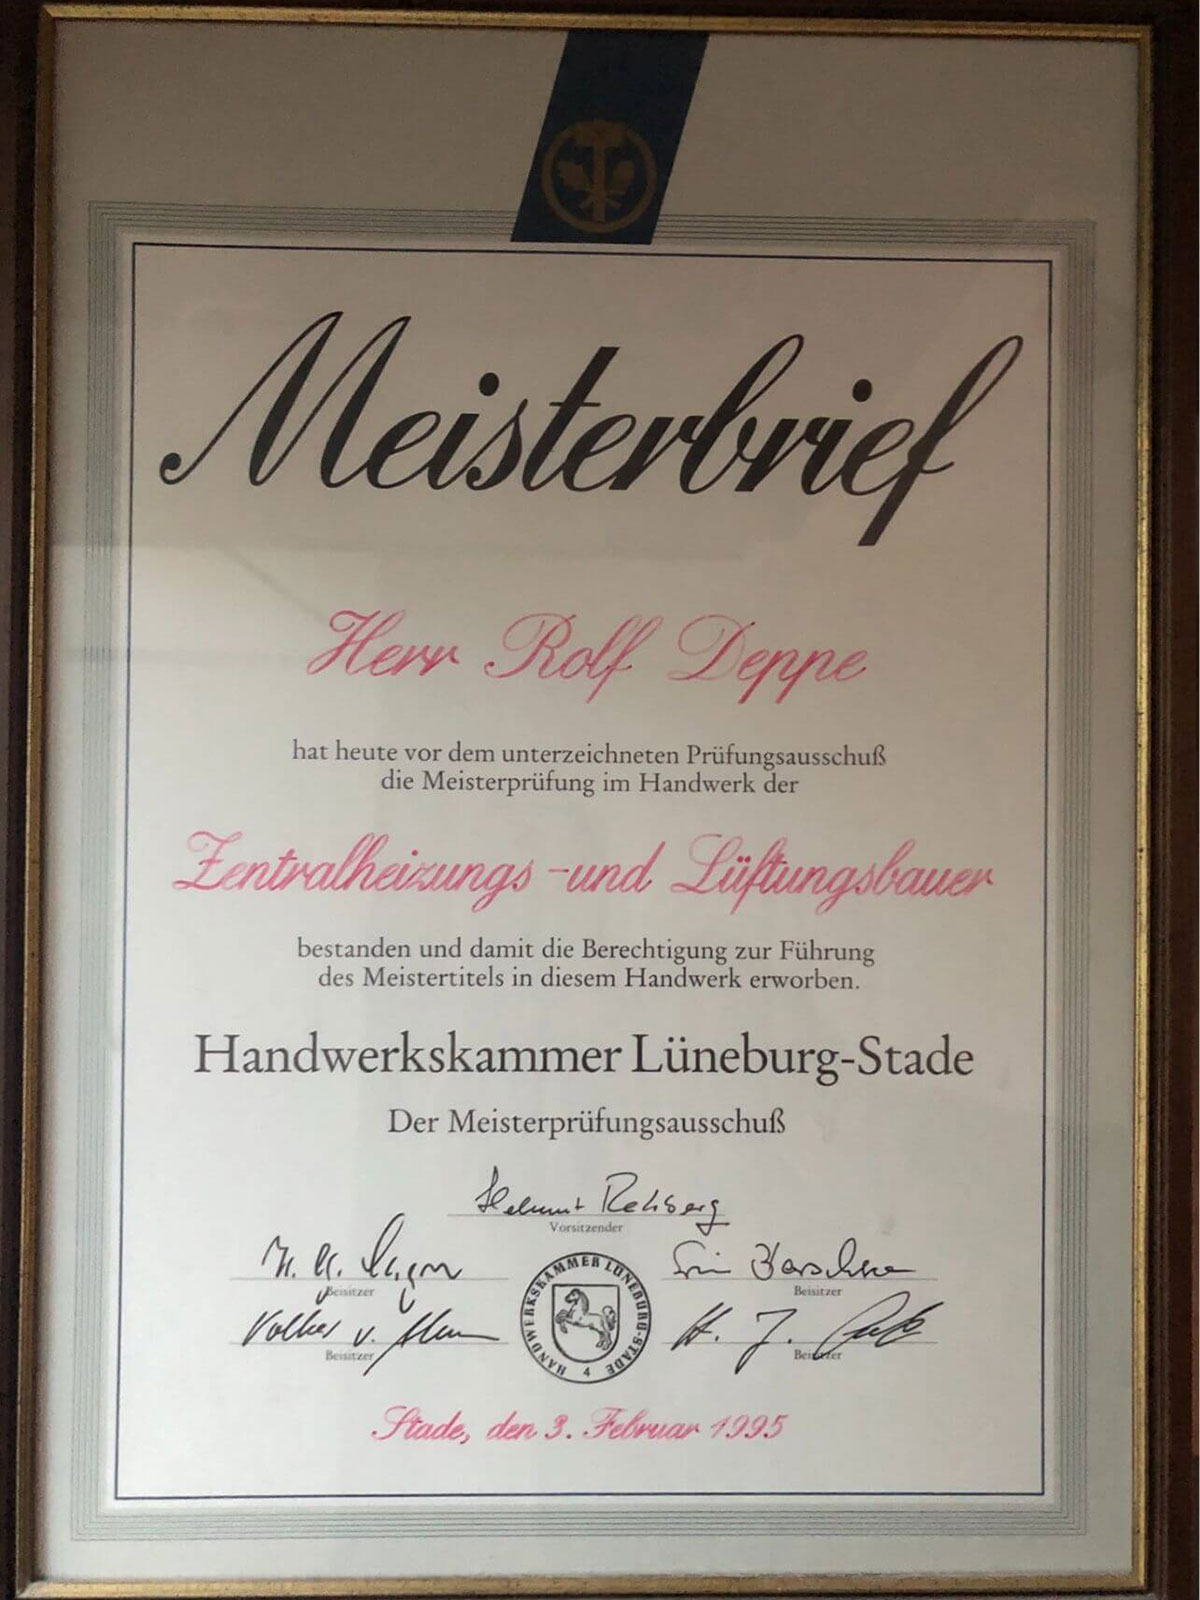 Meisterbrief
Herr Rolf Deppe
hat heute vor dem unterzeichneten Prüfungsausschuß
die Meisterprüfung im Handwerk der
Zentralheizungs - und Lüftungsbauer
bestanden und damit die Berechtigung zur Führung
des Meistertitels in diesem Handwerk erworben.
Handwerkskammer Lüneburg-Stade
Der Meisterprüfungsausschuß
Helmut Rehberg
Vorsitzender
Beisitzer
Beisitzer
Volker v.
H. J.
Beisitzer
Beisitzer
HANDWERKSKAMMER LÜNEBURG-STADE
4
Stade, den 3. Februar 1995